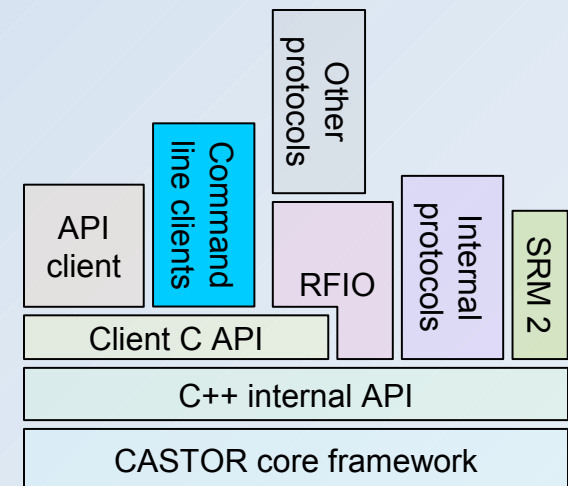 Other
protocols
Command
line clients
API
client
RFIO
Internal
protocols
SRM 2
Client C API
C++ internal API
CASTOR core framework